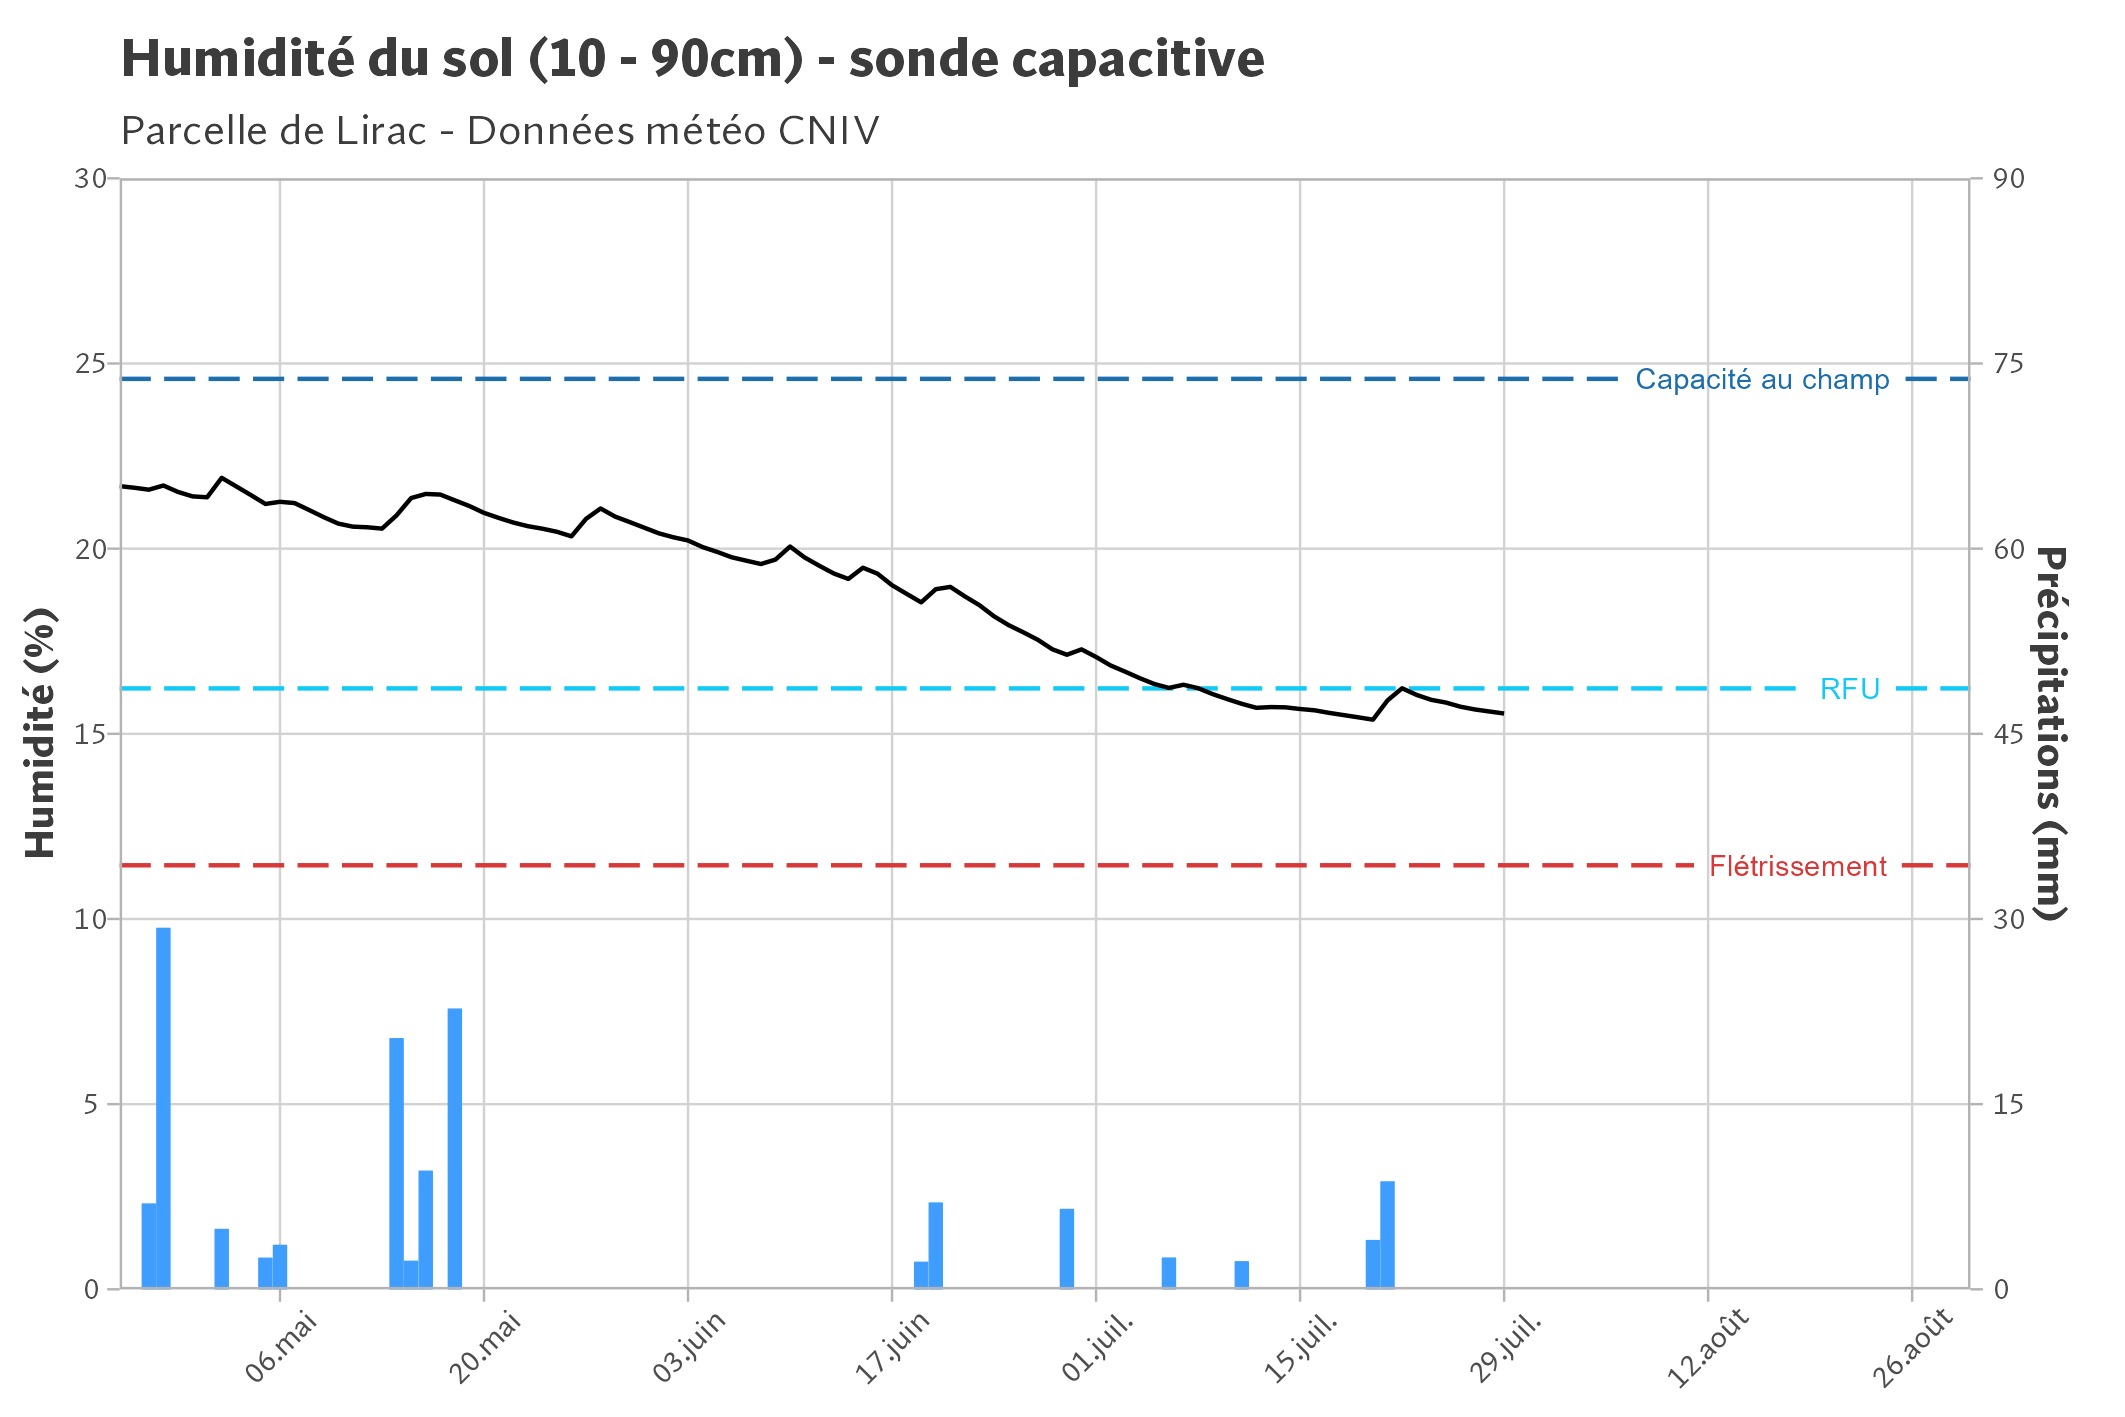 Humidité du sol (10 - 90cm) - sonde capacitive
Parcelle de Lirac - Données météo CNIV
30
25
20
15
10
5
0
Humidité (%)
90
75
60
45
30
15
0
Précipitations (mm)
Capacité au champ
RFU
Flétrissement
06.mai
20.mai
03.juin
17.juin
01.juil.
15.juil.
29.juil.
12.août
26.août